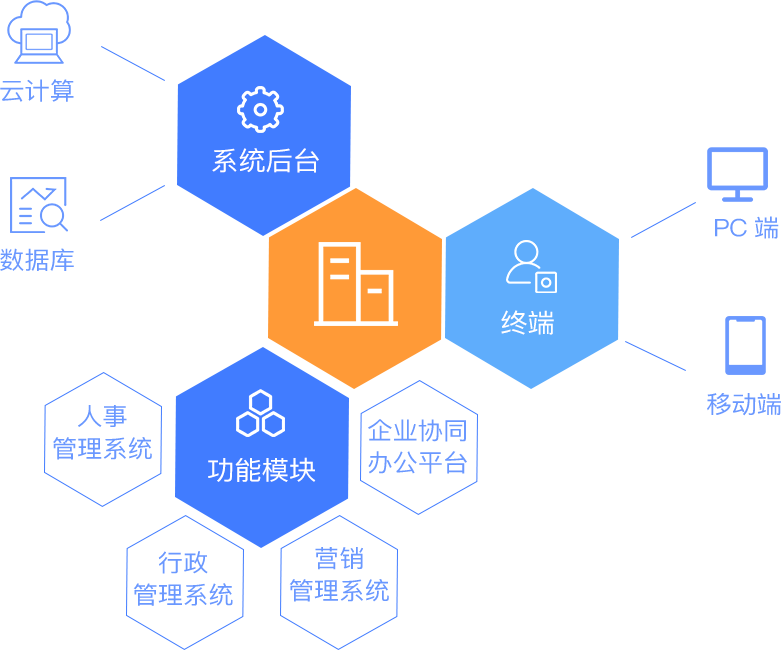 云计算
系统后台
数据库
PC 端
终端
移动端
人事
管理系统
企业协同
办公平台
功能模块
行政
管理系统
营销
管理系统